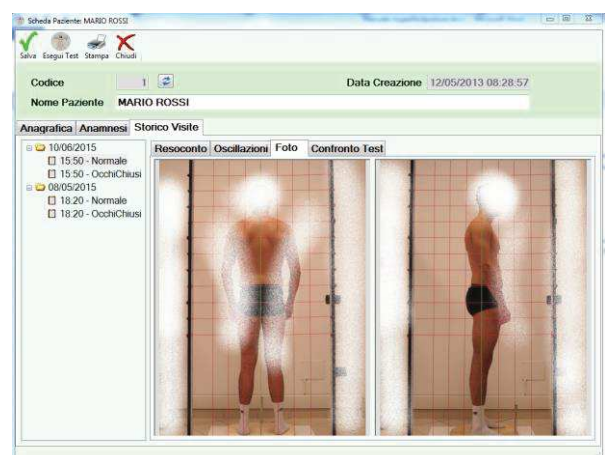 Scheda Paziente: MARIO ROSSI
Salva Esegui Test Stampa Chiudi
Codice 1 Data Creazione 12/05/2013 08:28:57
Nome Paziente MARIO ROSSI
Anagrafica Anamnesi Storico Visite
10/06/2015
15:50 - Normale
15:50 - OcchiChiusi
08/05/2015
18:20 - Normale
18:20 - OcchiChiusi
Resoconto Oscillazioni Foto Confronto Test